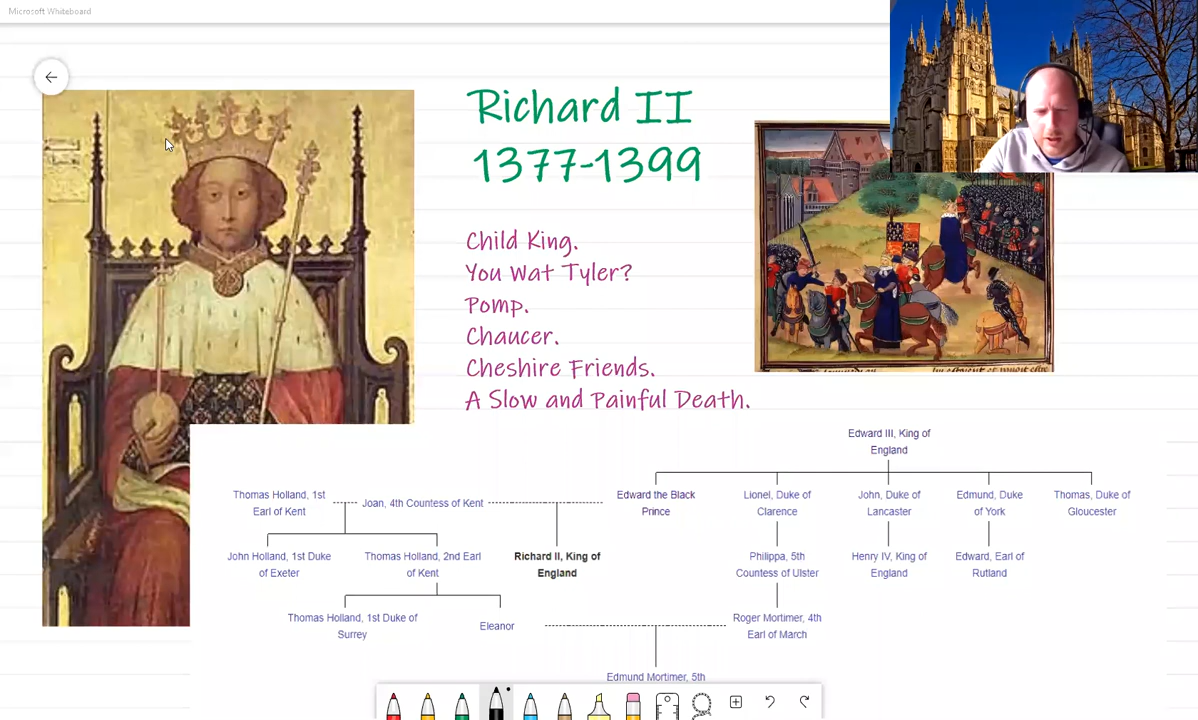 Microsoft Whiteboard
Richard II
1377-1399
Child King.
You Wat Tyler?
Pomp.
Chaucer.
Cheshire Friends.
A Slow and Painful Death.
Edward III, King of
England
Thomas Holland, 1st
Earl of Kent
Joan, 4th Countess of Kent
Edward the Black
Prince
Lionel, Duke of
Clarence
John, Duke of
Lancaster
Edmund, Duke
of York
Thomas, Duke of
Gloucester
John Holland, 1st Duke
of Exeter
Thomas Holland, 2nd Earl
of Kent
Richard II, King of
England
Philippa, 5th
Countess of Ulster
Henry IV, King of
England
Edward, Earl of
Rutland
Thomas Holland, 1st Duke of
Surrey
Eleanor
Roger Mortimer, 4th
Earl of March
Edmund Mortimer, 5th